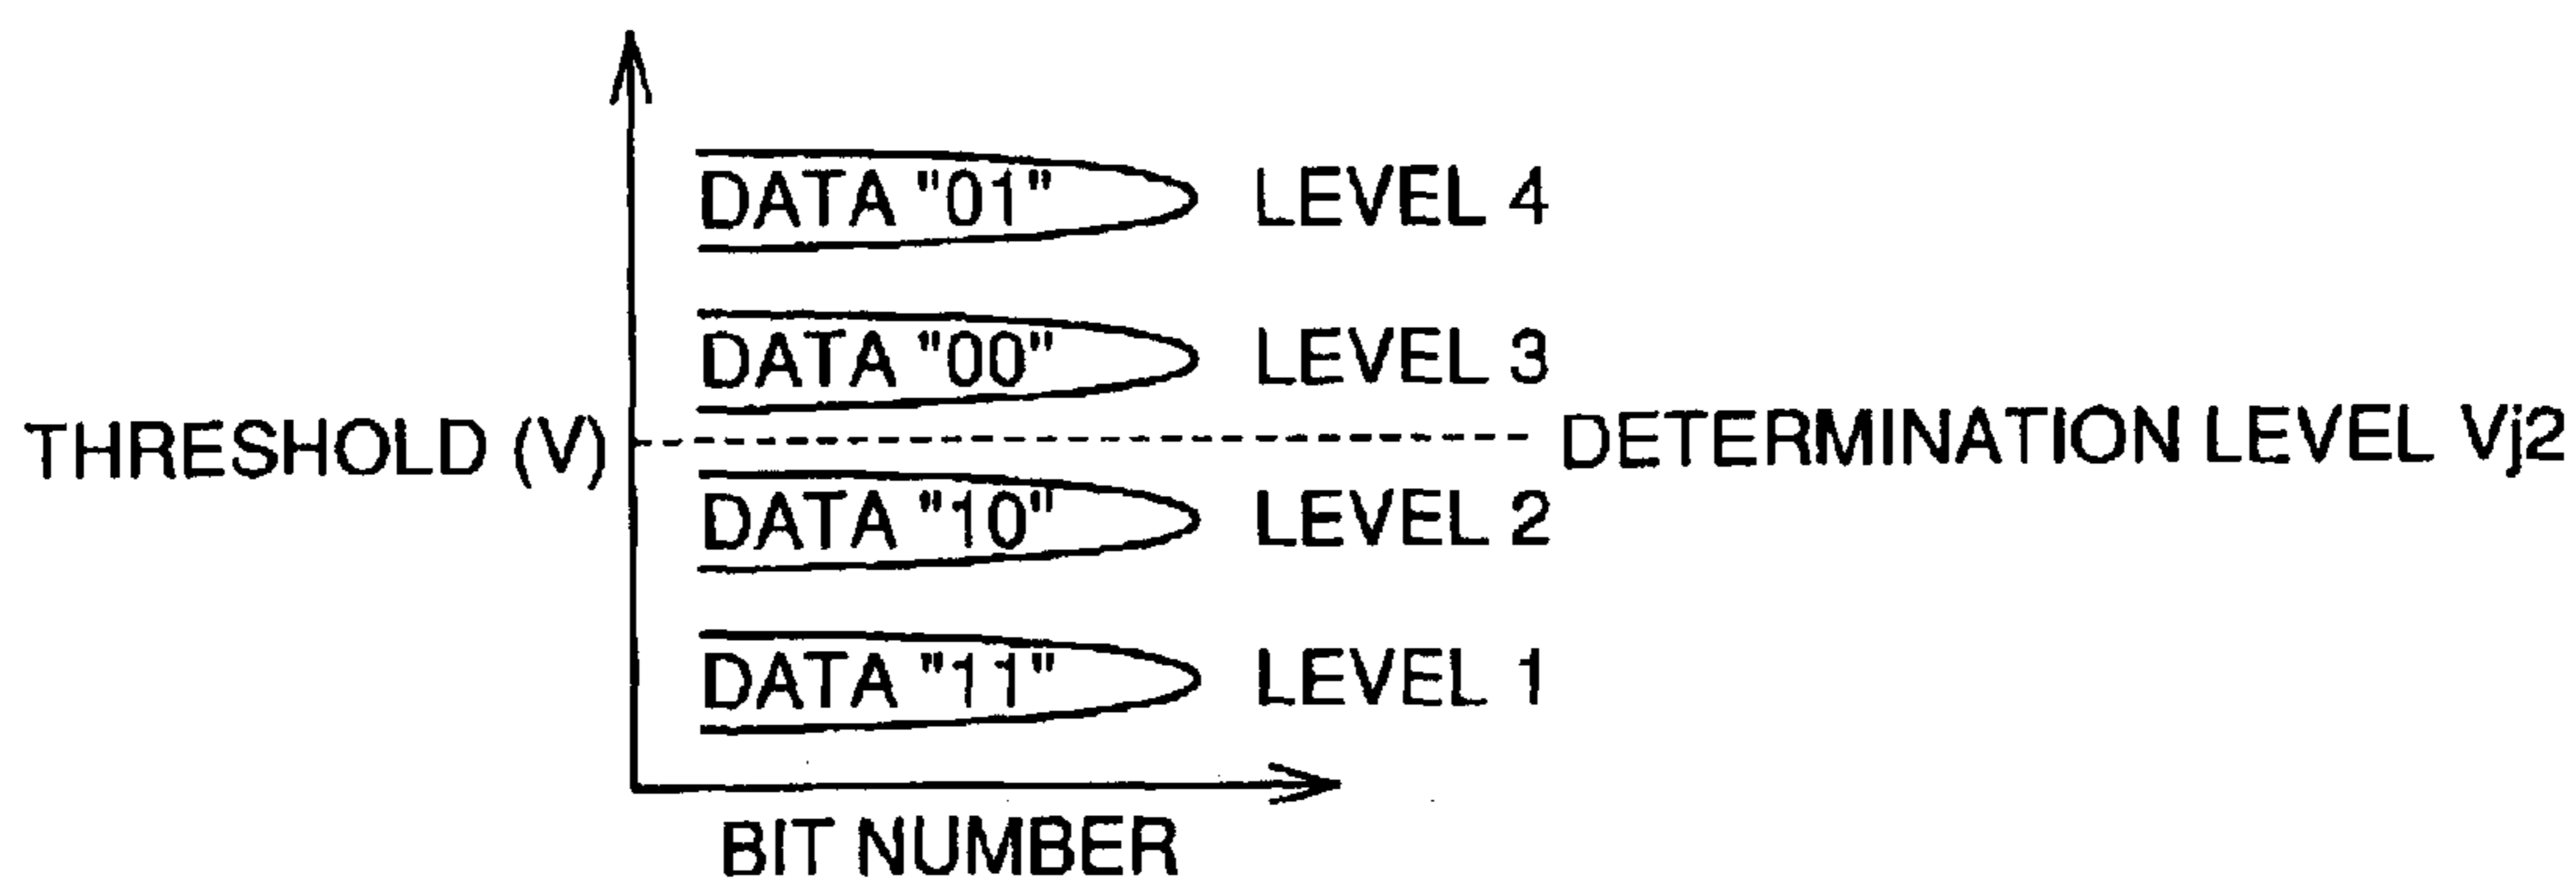 DATA "01" LEVEL 4
DATA "00" LEVEL 3
THRESHOLD (V) DETERMINATION LEVEL Vj2
DATA "10" LEVEL 2
DATA "11" LEVEL 1
BIT NUMBER